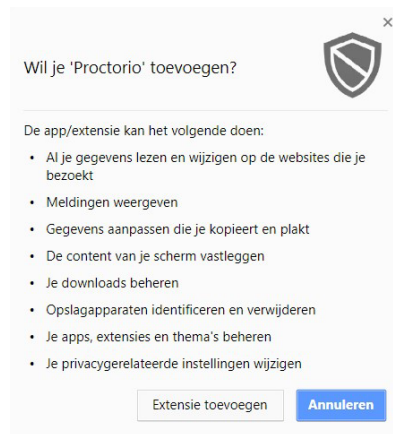 Wil je 'Proctorio' toevoegen?
De app/extensie kan het volgende doen:
• Al je gegevens lezen en wijzigen op de websites die je
bezoekt
• Meldingen weergeven
• Gegevens aanpassen die je kopieert en plakt
• De content van je scherm vastleggen
• Je downloads beheren
• Opslagapparaten identificeren en verwijderen
• Je apps, extensies en thema's beheren
• Je privacygerelateerde instellingen wijzigen
Extensie toevoegen
Annuleren